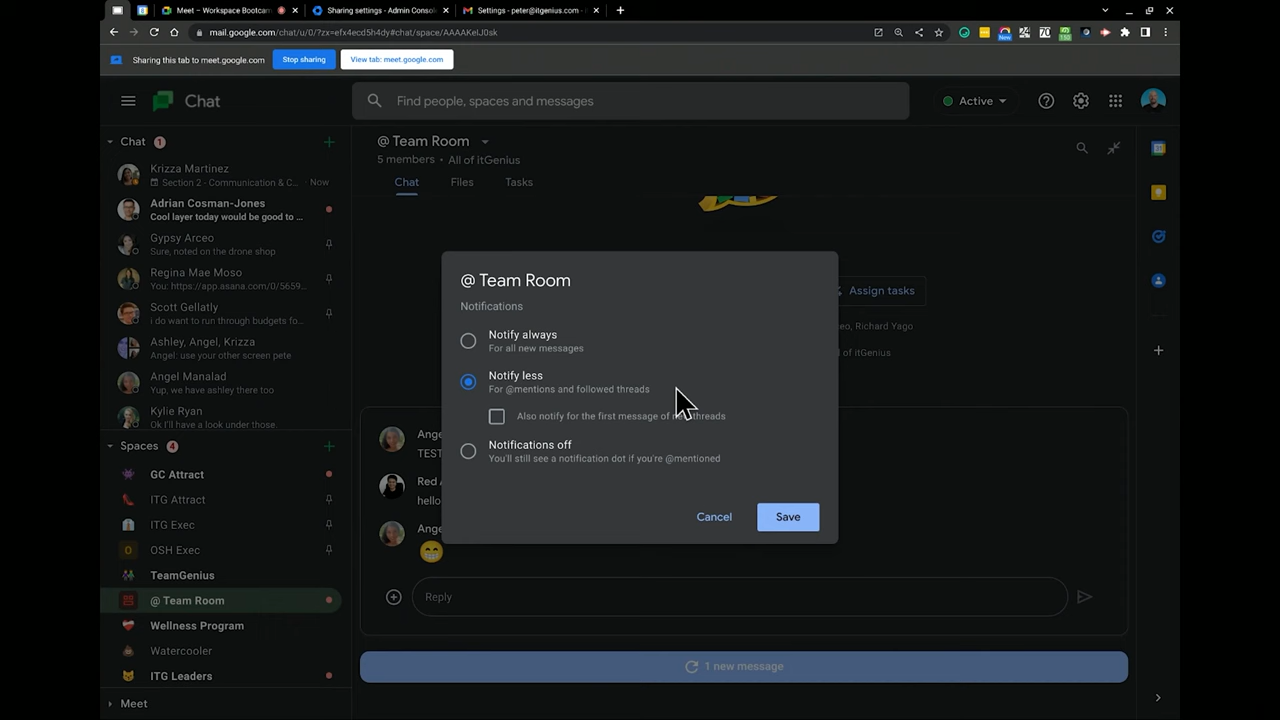 Meet – Workspace Bootcam
Sharing settings - Admin Conso
Settings - peter@itgenius.com -
mail.google.com/chat/u/0/?zx=efx4ecd5h4dy#chat/space/AAAAKeIJ0sk
Sharing this tab to meet.google.com
Stop sharing
View tab: meet.google.com
Chat
Find people, spaces and messages
Active
Chat 1
Krizza Martinez
Section 2 - Communication & C... · Now
Adrian Cosman-Jones
Cool layer today would be good to ...
Gypsy Arceo
Sure, noted on the drone shop
Regina Mae Moso
You: https://app.asana.com/0/5659...
Scott Gellatly
i do want to run through budgets fo...
Ashley, Angel, Krizza
Angel: use your other screen pete
Angel Manalad
Yup, we have ashley there too
Kylie Ryan
Ok I'll have a look under those.
Spaces 4
GC Attract
ITG Attract
ITG Exec
OSH Exec
TeamGenius
@ Team Room
Wellness Program
Watercooler
ITG Leaders
Meet
@ Team Room
5 members • All of itGenius
Chat
Files
Tasks
Assign tasks
eo, Richard Yago
l of itGenius
@ Team Room
Notifications
Notify always
For all new messages
Notify less
For @mentions and followed threads
Also notify for the first message of threads
Notifications off
You'll still see a notification dot if you're @mentioned
Cancel
Save
Ange
TEST
Red A
hello
Ange
Reply
1 new message